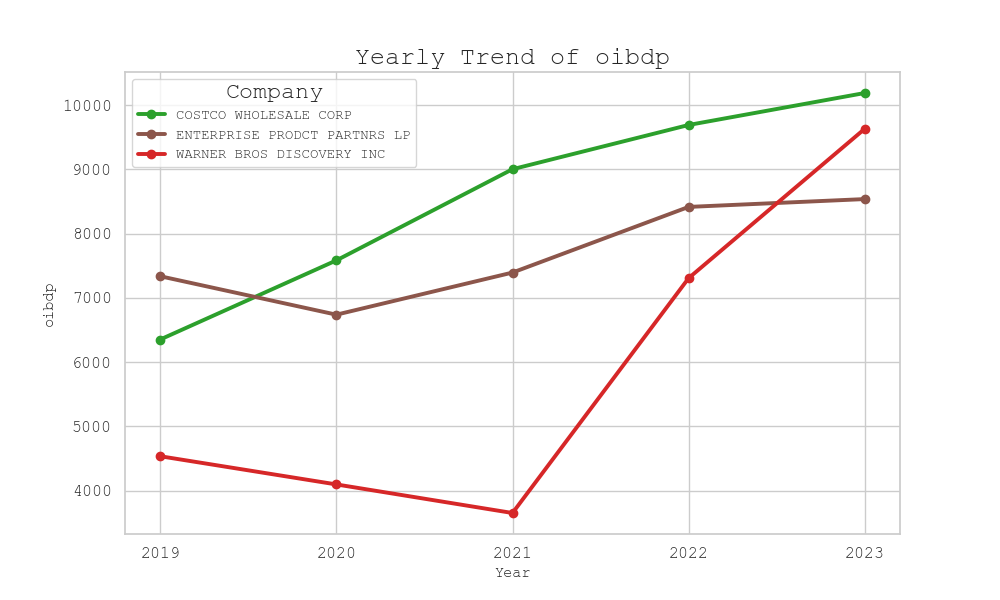 Yearly Trend of oibdp
Company
COSTCO WHOLESALE CORP
ENTERPRISE PRODCT PARTNRS LP
WARNER BROS DISCOVERY INC
10000
9000
8000
7000
6000
5000
4000
oibdp
2019 2020 2021 2022 2023
Year